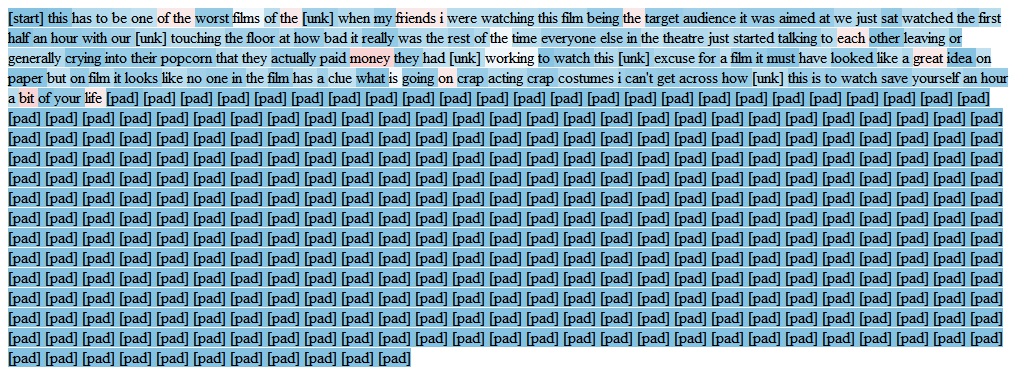 [start] this has to be one of the worst films of the [unk] when my friends i were watching this film being the target audience it was aimed at we just sat watched the first
half an hour with our [unk] touching the floor at how bad it really was the rest of the time everyone else in the theatre just started talking to each other leaving or
generally crying into their popcorn that they actually paid money they had [unk] working to watch this [unk] excuse for a film it must have looked like a great idea on
paper but on film it looks like no one in the film has a clue what is going on crap acting crap costumes i can't get across how [unk] this is to watch save yourself an hour
a bit of your life [pad] [pad] [pad] [pad] [pad] [pad] [pad] [pad] [pad] [pad] [pad] [pad] [pad] [pad] [pad] [pad] [pad] [pad] [pad] [pad] [pad] [pad] [pad] [pad]
[pad] [pad] [pad] [pad] [pad] [pad] [pad] [pad] [pad] [pad] [pad] [pad] [pad] [pad] [pad] [pad] [pad] [pad] [pad] [pad] [pad] [pad] [pad] [pad] [pad] [pad] [pad]
[pad] [pad] [pad] [pad] [pad] [pad] [pad] [pad] [pad] [pad] [pad] [pad] [pad] [pad] [pad] [pad] [pad] [pad] [pad] [pad] [pad] [pad] [pad] [pad] [pad] [pad] [pad]
[pad] [pad] [pad] [pad] [pad] [pad] [pad] [pad] [pad] [pad] [pad] [pad] [pad] [pad] [pad] [pad] [pad] [pad] [pad] [pad] [pad] [pad] [pad] [pad] [pad] [pad] [pad]
[pad] [pad] [pad] [pad] [pad] [pad] [pad] [pad] [pad] [pad] [pad] [pad] [pad] [pad] [pad] [pad] [pad] [pad] [pad] [pad] [pad] [pad] [pad] [pad] [pad] [pad] [pad]
[pad] [pad] [pad] [pad] [pad] [pad] [pad] [pad] [pad] [pad] [pad] [pad] [pad] [pad] [pad] [pad] [pad] [pad] [pad] [pad] [pad] [pad] [pad] [pad] [pad] [pad] [pad]
[pad] [pad] [pad] [pad] [pad] [pad] [pad] [pad] [pad] [pad] [pad] [pad] [pad] [pad] [pad] [pad] [pad] [pad] [pad] [pad] [pad] [pad] [pad] [pad] [pad] [pad] [pad]
[pad] [pad] [pad] [pad] [pad] [pad] [pad] [pad] [pad] [pad] [pad] [pad] [pad] [pad] [pad] [pad] [pad] [pad] [pad] [pad] [pad] [pad] [pad] [pad] [pad] [pad] [pad]
[pad] [pad] [pad] [pad] [pad] [pad] [pad] [pad] [pad] [pad] [pad] [pad] [pad] [pad] [pad] [pad] [pad] [pad] [pad] [pad] [pad] [pad] [pad] [pad] [pad] [pad] [pad]
[pad] [pad] [pad] [pad] [pad] [pad] [pad] [pad] [pad] [pad] [pad] [pad] [pad] [pad] [pad] [pad] [pad] [pad] [pad] [pad] [pad] [pad] [pad] [pad] [pad] [pad] [pad]
[pad] [pad] [pad] [pad] [pad] [pad] [pad] [pad] [pad] [pad] [pad] [pad] [pad] [pad] [pad] [pad] [pad] [pad] [pad] [pad] [pad] [pad] [pad] [pad] [pad] [pad] [pad]
[pad] [pad] [pad] [pad] [pad] [pad] [pad] [pad] [pad] [pad] [pad] [pad] [pad] [pad] [pad] [pad] [pad] [pad] [pad] [pad] [pad] [pad] [pad] [pad] [pad] [pad] [pad]
[pad] [pad] [pad] [pad] [pad] [pad] [pad] [pad] [pad] [pad] [pad] [pad] [pad] [pad] [pad] [pad] [pad] [pad] [pad] [pad] [pad] [pad] [pad] [pad] [pad] [pad] [pad]
[pad] [pad] [pad] [pad] [pad] [pad] [pad] [pad] [pad] [pad] [pad]